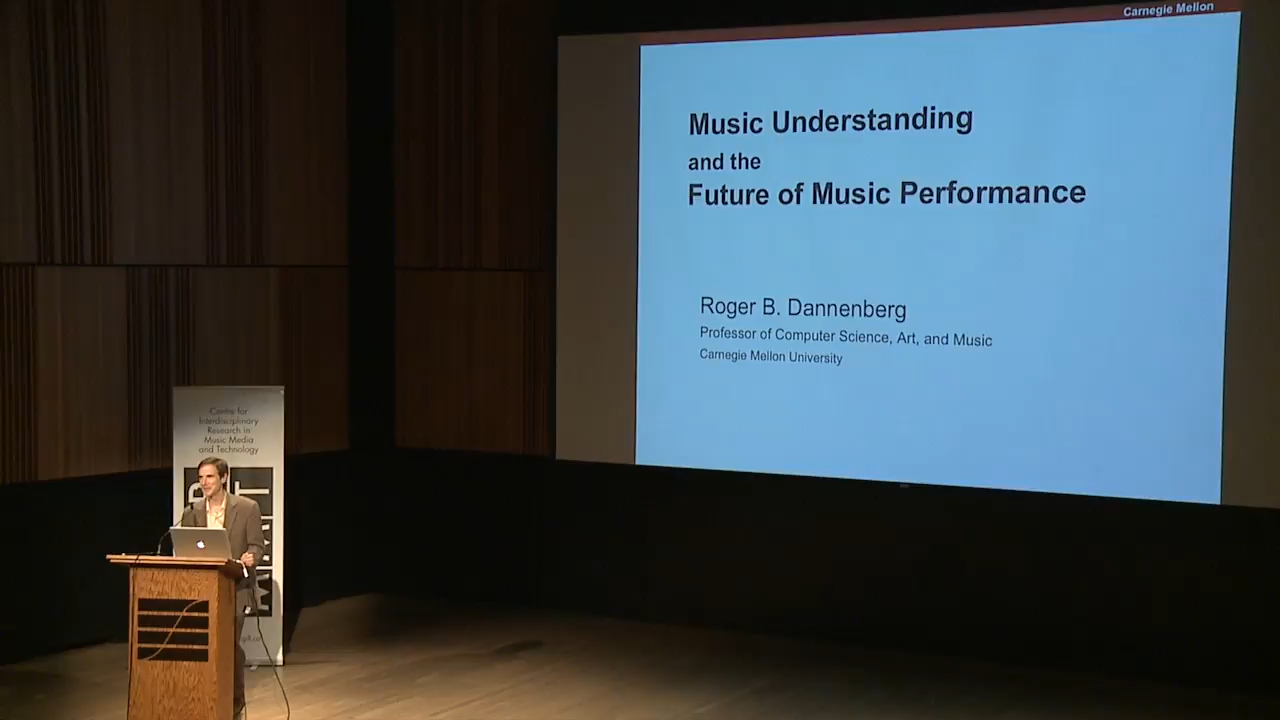 Carnegie Mellon
Music Understanding
and the
Future of Music Performance
Roger B. Dannenberg
Professor of Computer Science, Art, and Music
Carnegie Mellon University
Centre for
Interdisciplinary
Research in
Music Media
and Technology